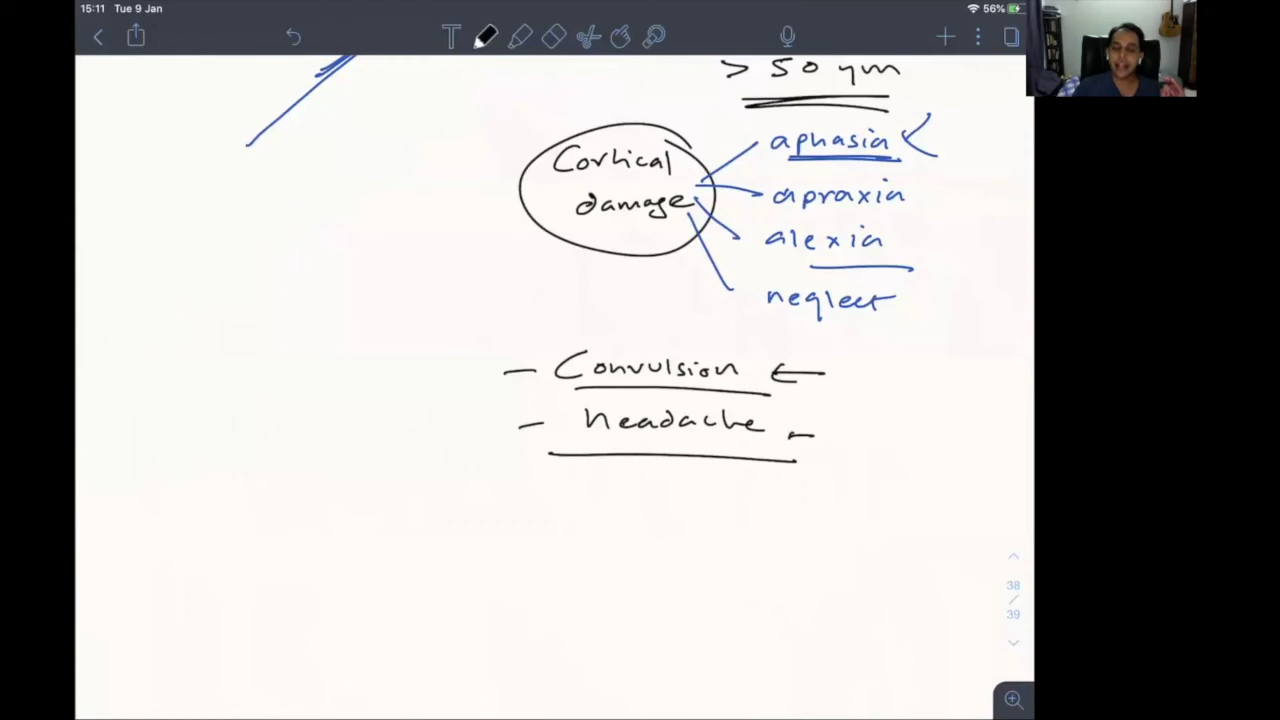 15:11 Tue 9 Jan
56%
> 50 ym
Cortical
damage
aphasia <
apraxia
alexia
neglect
- Convulsion ←
- headache -
38
/
39